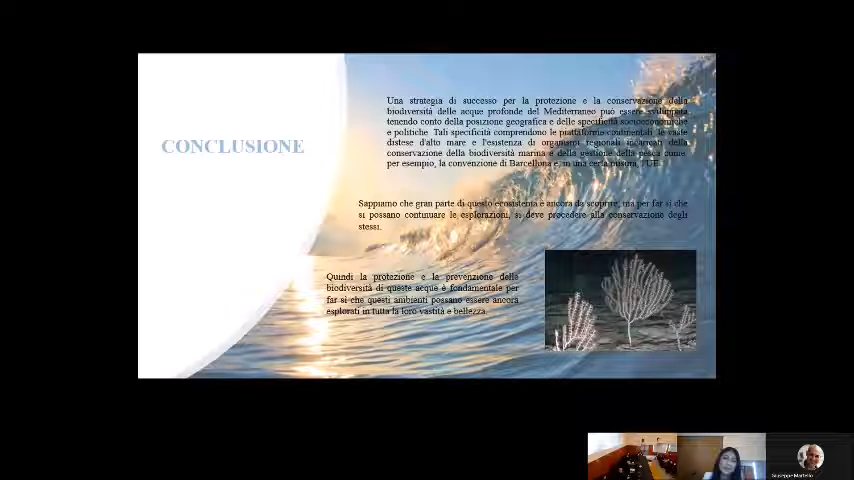 CONCLUSIONE
Una strategia di successo per la protezione e la conservazione della
biodiversità delle acque profonde del Mediterraneo può essere sviluppata
tenendo conto della posizione geografica e delle specificità socioeconomiche
e politiche. Tali specificità comprendono le piattaforme continentali, le vaste
distese d'alto mare e l'esistenza di organismi regionali incaricati della
conservazione della biodiversità marina e della gestione della pesca come,
per esempio, la convenzione di Barcellona e, in una certa misura, l'UE.
Sappiamo che gran parte di questo ecosistema è ancora da scoprire, ma per far si che
si possano continuare le esplorazioni, si deve procedere alla conservazione degli
stessi.
Quindi la protezione e la prevenzione delle
biodiversità di queste acque è fondamentale per
far si che questi ambienti possano essere ancora
esplorati in tutta la loro vastità e bellezza.
Giuseppe Martello